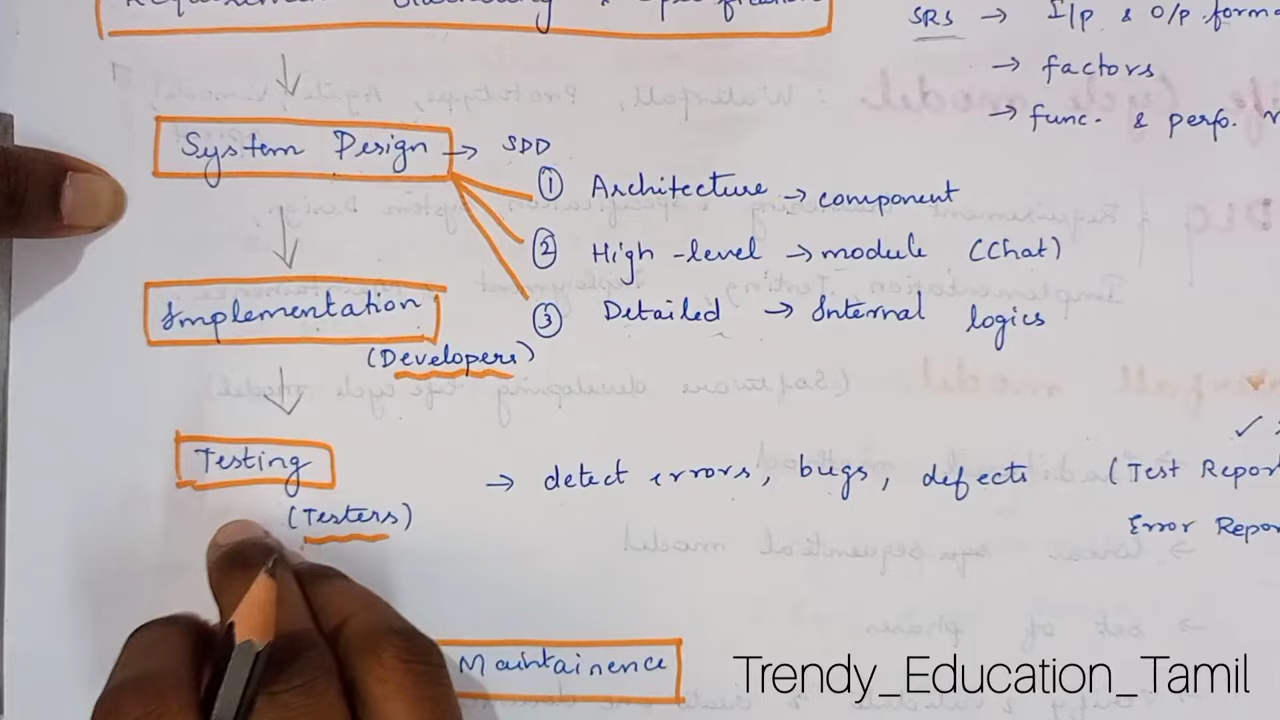 SRS → I/p & O/p forma
→ factors
→ func. & perfo.
System Design → SDD
① Architecture → component
② High-level → module (Chat)
③ Detailed → Internal logics
Implementation
(Developers)
Testing → detect errors, bugs, defects (Test Repor
(Testers) Error Repor
Maintainence
Trendy_Education_Tamil